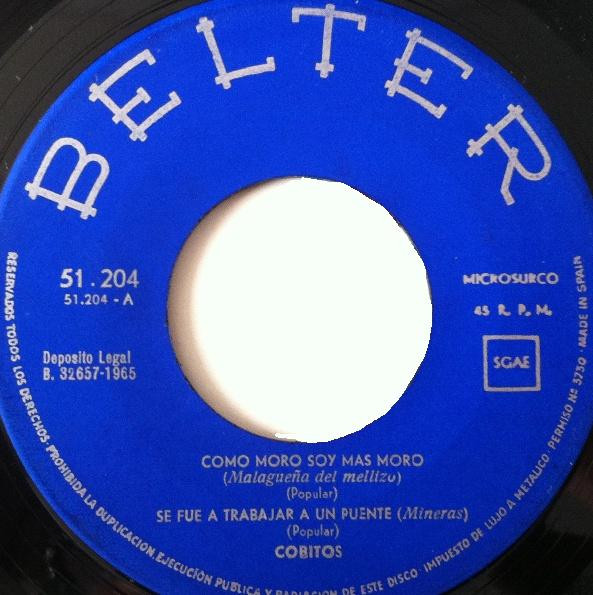 BELTER
51.204
51.204 - A
MICROSURCO
45 R. P. M.
Deposito Legal
B. 32657-1965
SGAE
COMO MORO SOY MAS MORO
(Malagueña del mellizo)
(Popular)
SE FUE A TRABAJAR A UN PUENTE (Mineras)
(Popular)
COBITOS
RESERVADOS TODOS LOS DERECHOS. PROHIBIDA LA DUPLICACION, EJECUCIÓN PUBLICA Y RADIACION DE ESTE DISCO. IMPUESTO DE LUJO A METALICO · PERMISO Nº 3730 · MADE IN SPAIN